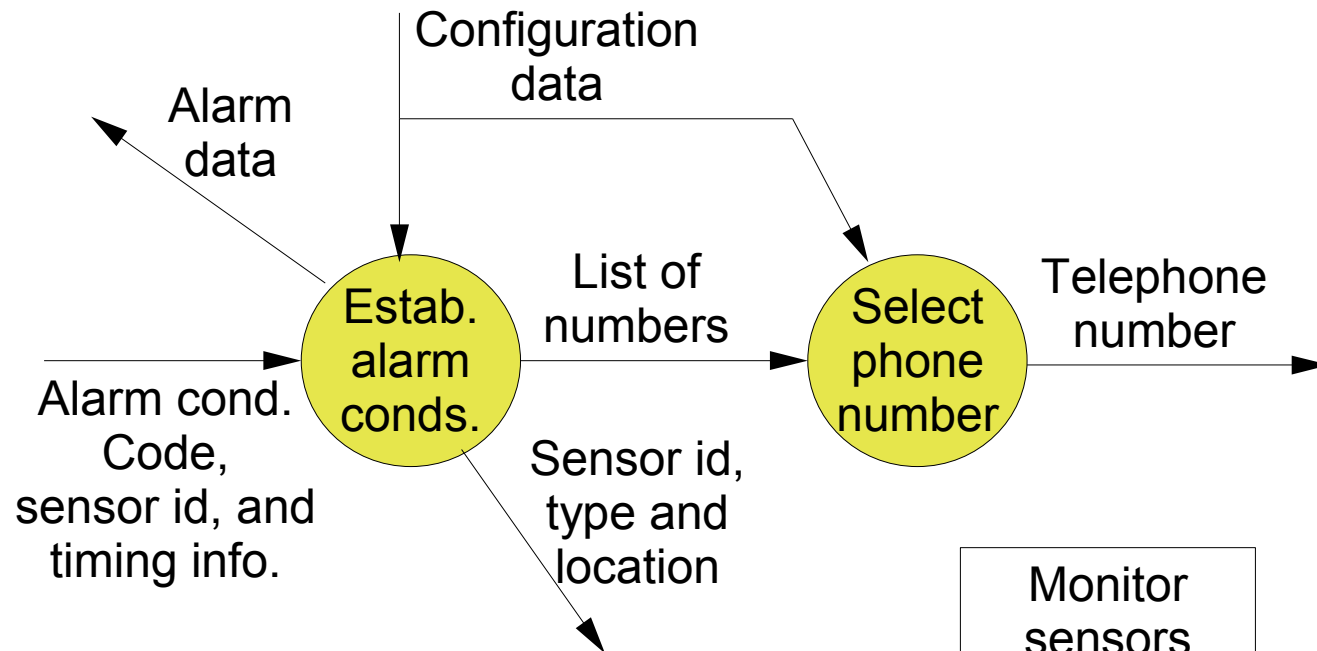 Configuration
data
Alarm
data
Estab.
alarm
conds.
List of
numbers
Select
phone
number
Telephone
number
Alarm cond.
Code,
sensor id, and
timing info.
Sensor id,
type and
location
Monitor
sensors